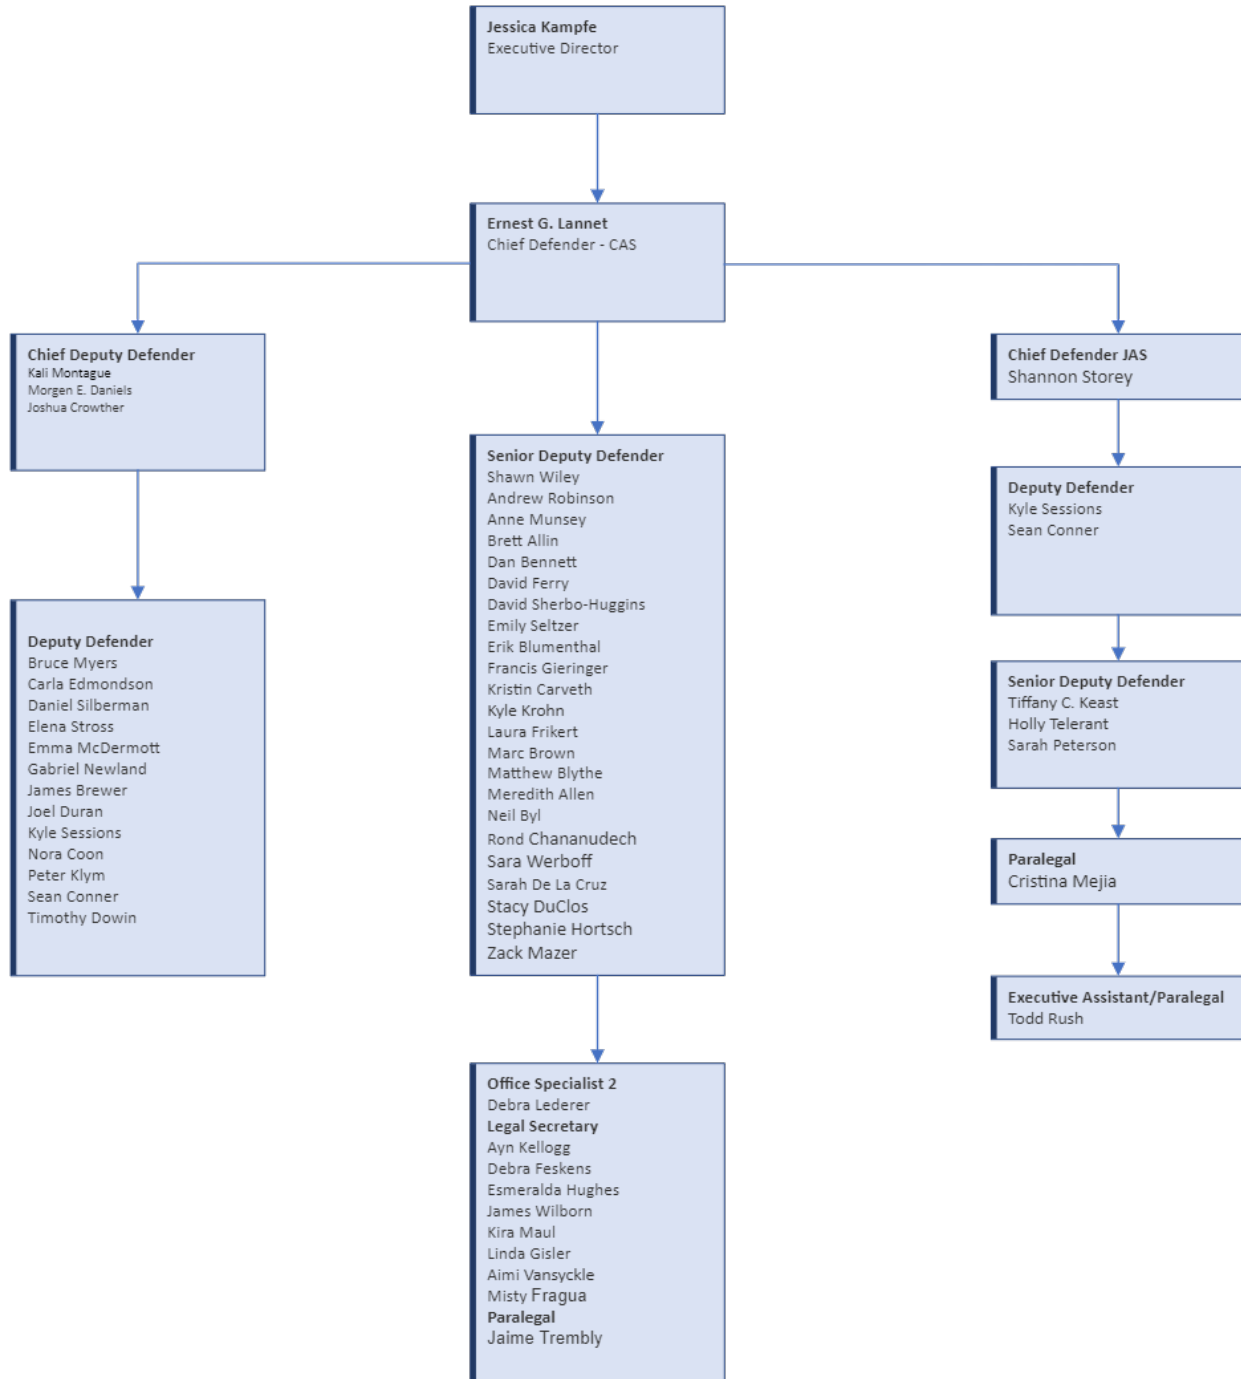 Jessica Kampfe
Executive Director
Ernest G. Lannet
Chief Defender - CAS
Chief Deputy Defender
Kali Montague
Morgen E. Daniels
Joshua Crowther
Deputy Defender
Bruce Myers
Carla Edmondson
Daniel Silberman
Elena Stross
Emma McDermott
Gabriel Newland
James Brewer
Joel Duran
Kyle Sessions
Nora Coon
Peter Klym
Sean Conner
Timothy Dowin
Senior Deputy Defender
Shawn Wiley
Andrew Robinson
Anne Munsey
Brett Allin
Dan Bennett
David Ferry
David Sherbo-Huggins
Emily Seltzer
Erik Blumenthal
Francis Gieringer
Kristin Carveth
Kyle Krohn
Laura Frikert
Marc Brown
Matthew Blythe
Meredith Allen
Neil Byl
Rond Chananudech
Sara Werboff
Sarah De La Cruz
Stacy DuClos
Stephanie Hortsch
Zack Mazer
Office Specialist 2
Debra Lederer
Legal Secretary
Ayn Kellogg
Debra Feskens
Esmeralda Hughes
James Wilborn
Kira Maul
Linda Gisler
Aimi Vansyckle
Misty Fragua
Paralegal
Jaime Trembly
Chief Defender JAS
Shannon Storey
Deputy Defender
Kyle Sessions
Sean Conner
Senior Deputy Defender
Tiffany C. Keast
Holly Telerant
Sarah Peterson
Paralegal
Cristina Mejia
Executive Assistant/Paralegal
Todd Rush